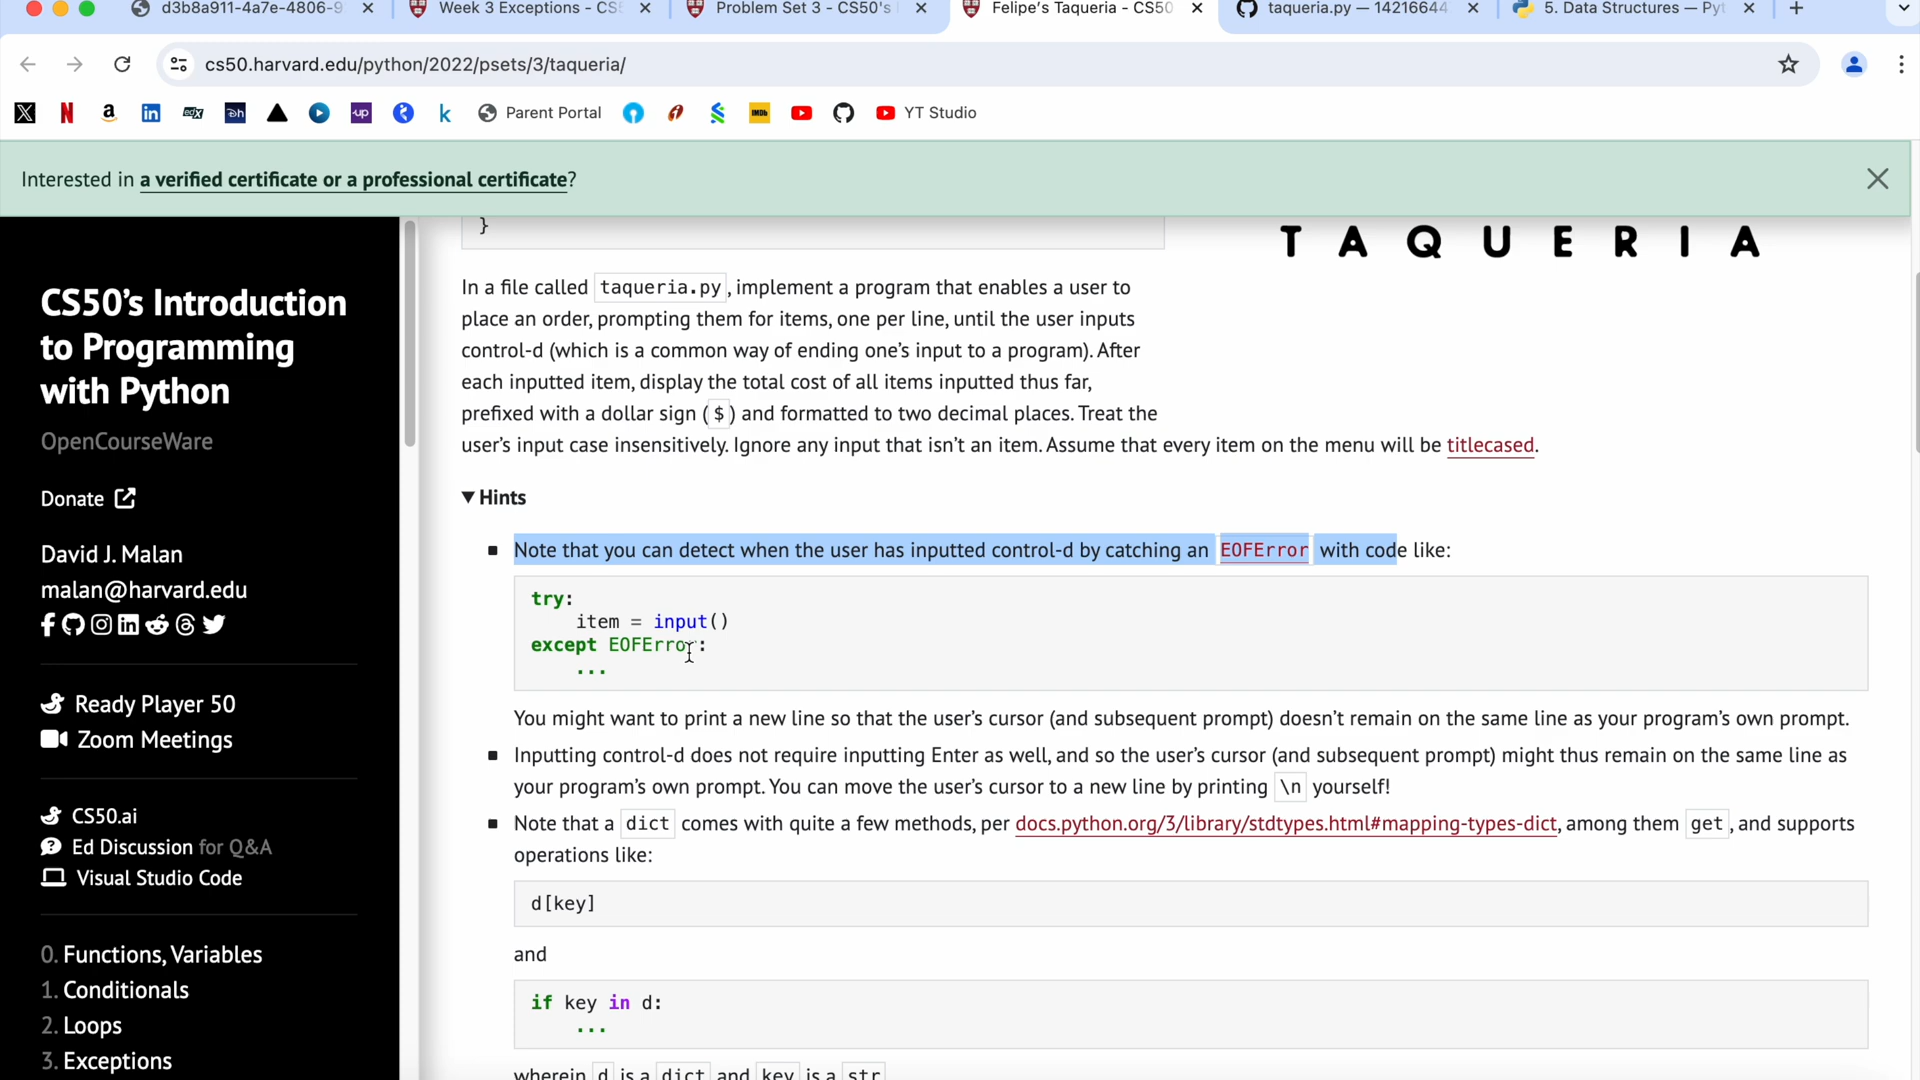 d3b8a911-4a7e-4806-9
Week 3 Exceptions - CS5
Problem Set 3 - CS50's
Felipe's Taqueria - CS50
taqueria.py — 14216644
5. Data Structures — Pyt
cs50.harvard.edu/python/2022/psets/3/taqueria/
Parent Portal
YT Studio
Interested in a verified certificate or a professional certificate?
CS50's Introduction
to Programming
with Python
OpenCourseWare
Donate
David J. Malan
malan@harvard.edu
Ready Player 50
Zoom Meetings
CS50.ai
Ed Discussion for Q&A
Visual Studio Code
0. Functions, Variables
1. Conditionals
2. Loops
3. Exceptions
}
TAQUERIA
In a file called taqueria.py, implement a program that enables a user to
place an order, prompting them for items, one per line, until the user inputs
control-d (which is a common way of ending one's input to a program). After
each inputted item, display the total cost of all items inputted thus far,
prefixed with a dollar sign ($) and formatted to two decimal places. Treat the
user's input case insensitively. Ignore any input that isn't an item. Assume that every item on the menu will be titlecased.
▼ Hints
■ Note that you can detect when the user has inputted control-d by catching an EOFError with code like:
try:
    item = input()
except EOFError:
    ...
You might want to print a new line so that the user's cursor (and subsequent prompt) doesn't remain on the same line as your program's own prompt.
■ Inputting control-d does not require inputting Enter as well, and so the user's cursor (and subsequent prompt) might thus remain on the same line as
your program's own prompt. You can move the user's cursor to a new line by printing \n yourself!
■ Note that a dict comes with quite a few methods, per docs.python.org/3/library/stdtypes.html#mapping-types-dict, among them get, and supports
operations like:
d[key]
and
if key in d:
    ...
wherein d is a dict and key is a str